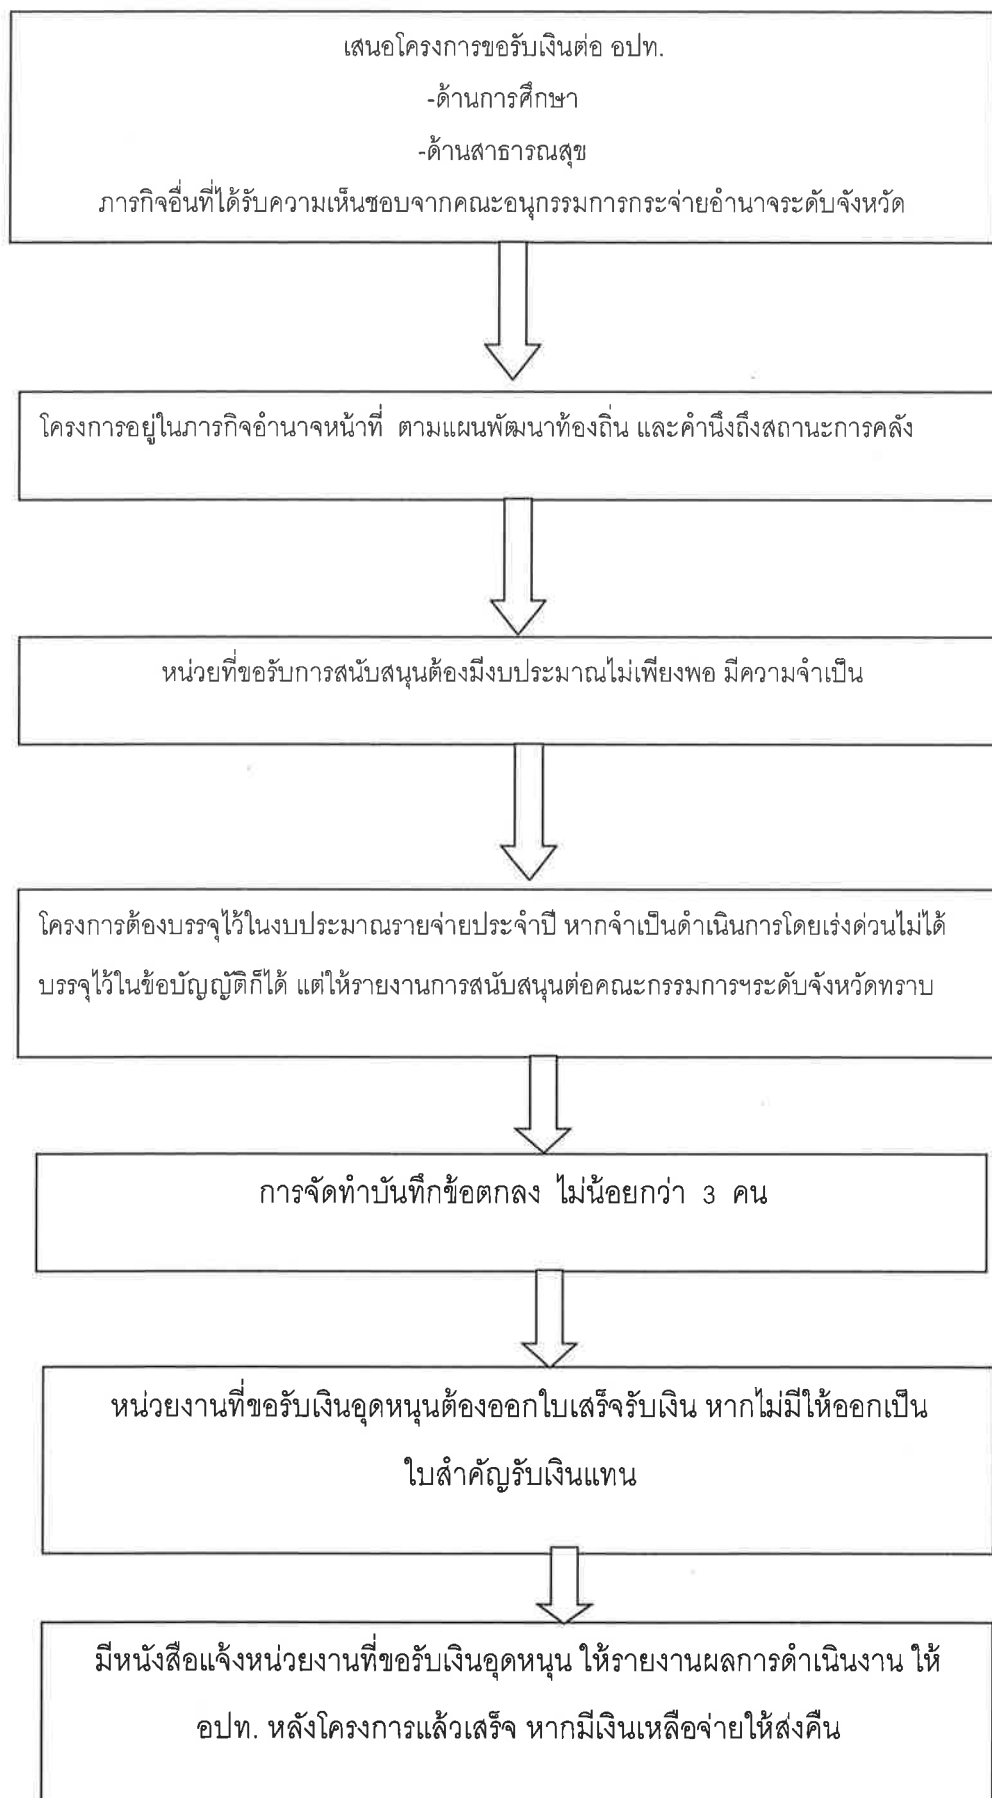 เสนอโครงการขอรับเงินต่อ อปท.
-ด้านการศึกษา
-ด้านสาธารณสุข
ภารกิจอื่นที่ได้รับความเห็นชอบจากคณะอนุกรรมการกระจ่ายอำนาจระดับจังหวัด
โครงการอยู่ในภารกิจอำนาจหน้าที่ ตามแผนพัฒนาท้องถิ่น และคำนึงถึงสถานะการคลัง
หน่วยที่ขอรับการสนับสนุนต้องมีงบประมาณไม่เพียงพอ มีความจำเป็น
โครงการต้องบรรจุไว้ในงบประมาณรายจ่ายประจำปี หากจำเป็นดำเนินการโดยเร่งด่วนไม่ได้
บรรจุไว้ในข้อบัญญัติก็ได้ แต่ให้รายงานการสนับสนุนต่อคณะกรรมการฯระดับจังหวัดทราบ
การจัดทำบันทึกข้อตกลง ไม่น้อยกว่า 3 คน
หน่วยงานที่ขอรับเงินอุดหนุนต้องออกใบเสร็จรับเงิน หากไม่มีให้ออกเป็น
ใบสำคัญรับเงินแทน
มีหนังสือแจ้งหน่วยงานที่ขอรับเงินอุดหนุน ให้รายงานผลการดำเนินงาน ให้
อปท. หลังโครงการแล้วเสร็จ หากมีเงินเหลือจ่ายให้ส่งคืน